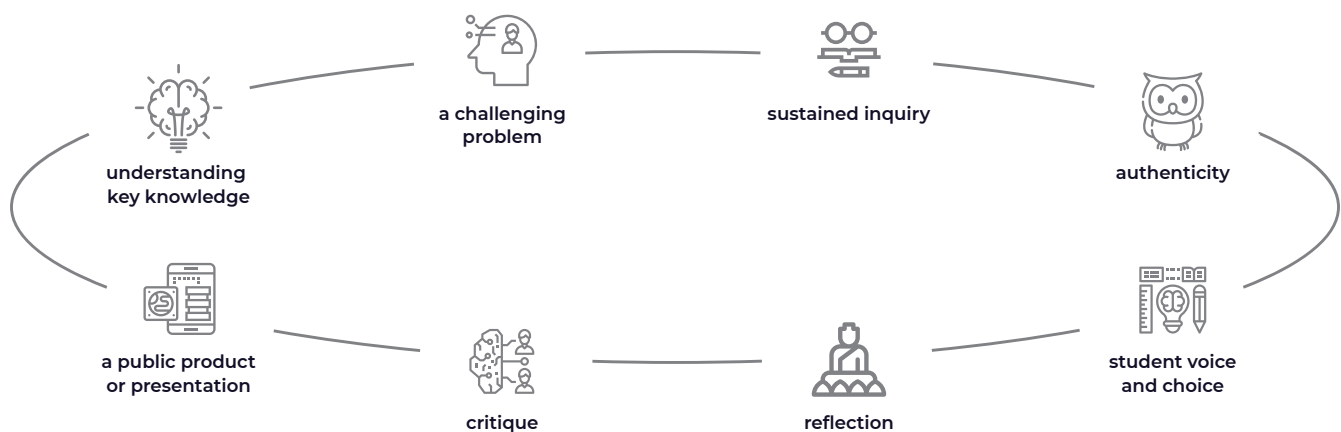 a challenging
problem
sustained inquiry
understanding
key knowledge
authenticity
a public product
or presentation
student voice
and choice
critique
reflection